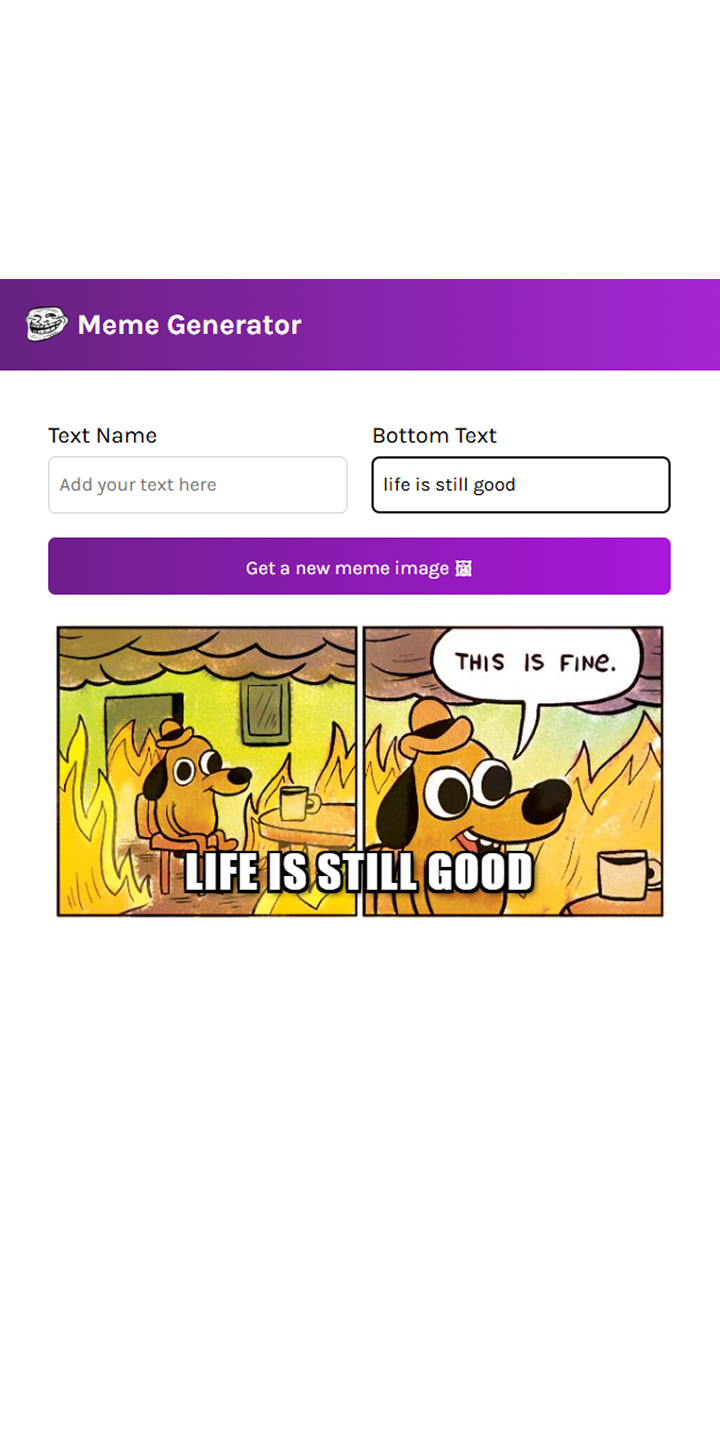 Meme Generator
Text Name
Bottom Text
Add your text here
life is still good
Get a new meme image 🖼
THIS IS FINE.
LIFE IS STILL GOOD